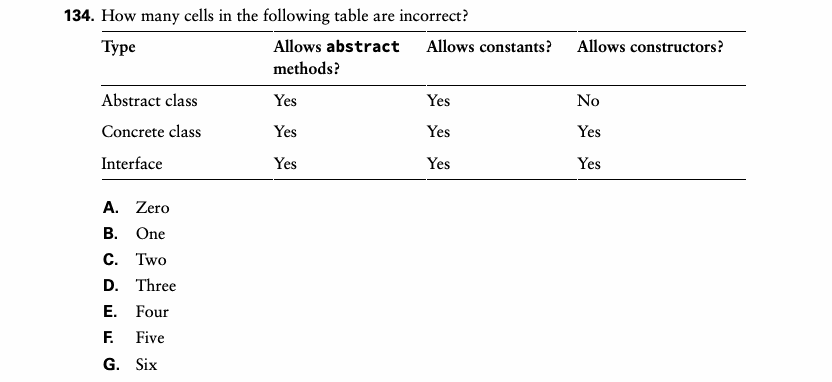 134. How many cells in the following table are incorrect?
Type Allows abstract methods? Allows constants? Allows constructors?
Abstract class Yes Yes No
Concrete class Yes Yes Yes
Interface Yes Yes Yes
A. Zero
B. One
C. Two
D. Three
E. Four
F. Five
G. Six